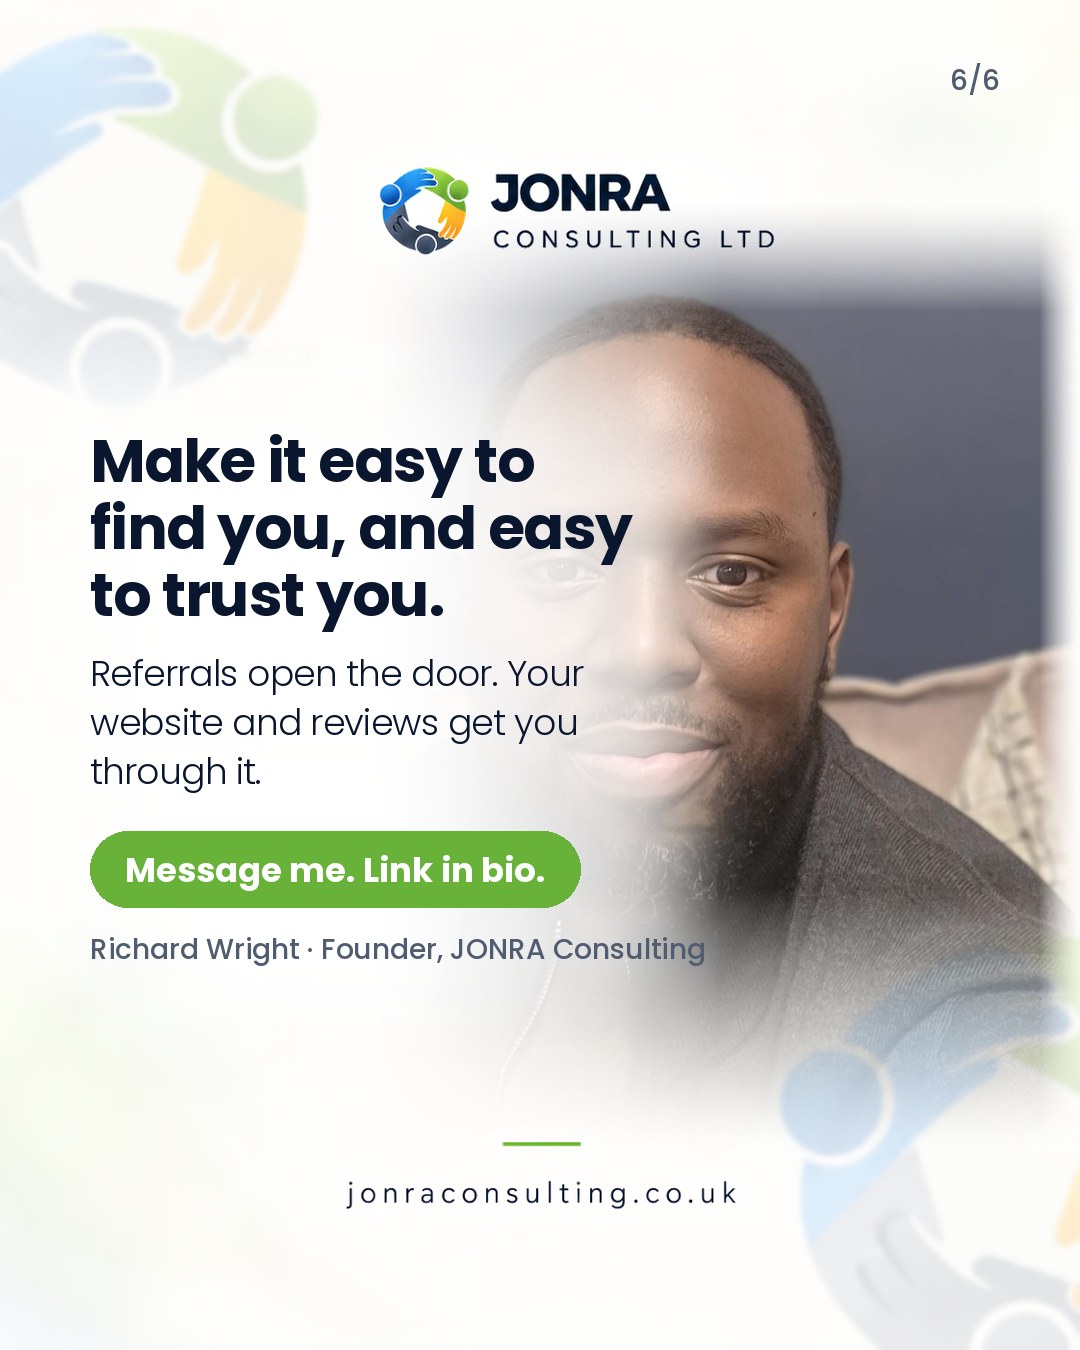 6/6
JONRA
CONSULTING LTD
Make it easy to
find you, and easy
to trust you.
Referrals open the door. Your
website and reviews get you
through it.
Message me. Link in bio.
Richard Wright · Founder, JONRA Consulting
jonraconsulting.co.uk